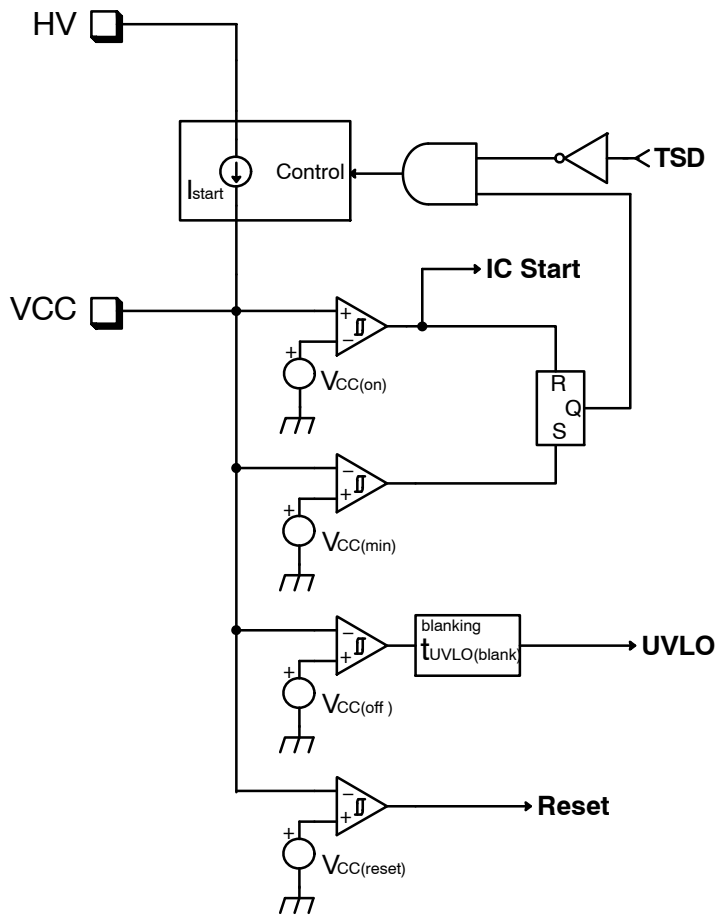 HV
Istart
Control
TSD
IC Start
VCC
+
−
+
VCC(on)
R
Q
S
−
+
+
VCC(min)
blanking
tUVLO(blank)
UVLO
−
+
+
VCC(off )
−
+
+
VCC(reset)
Reset